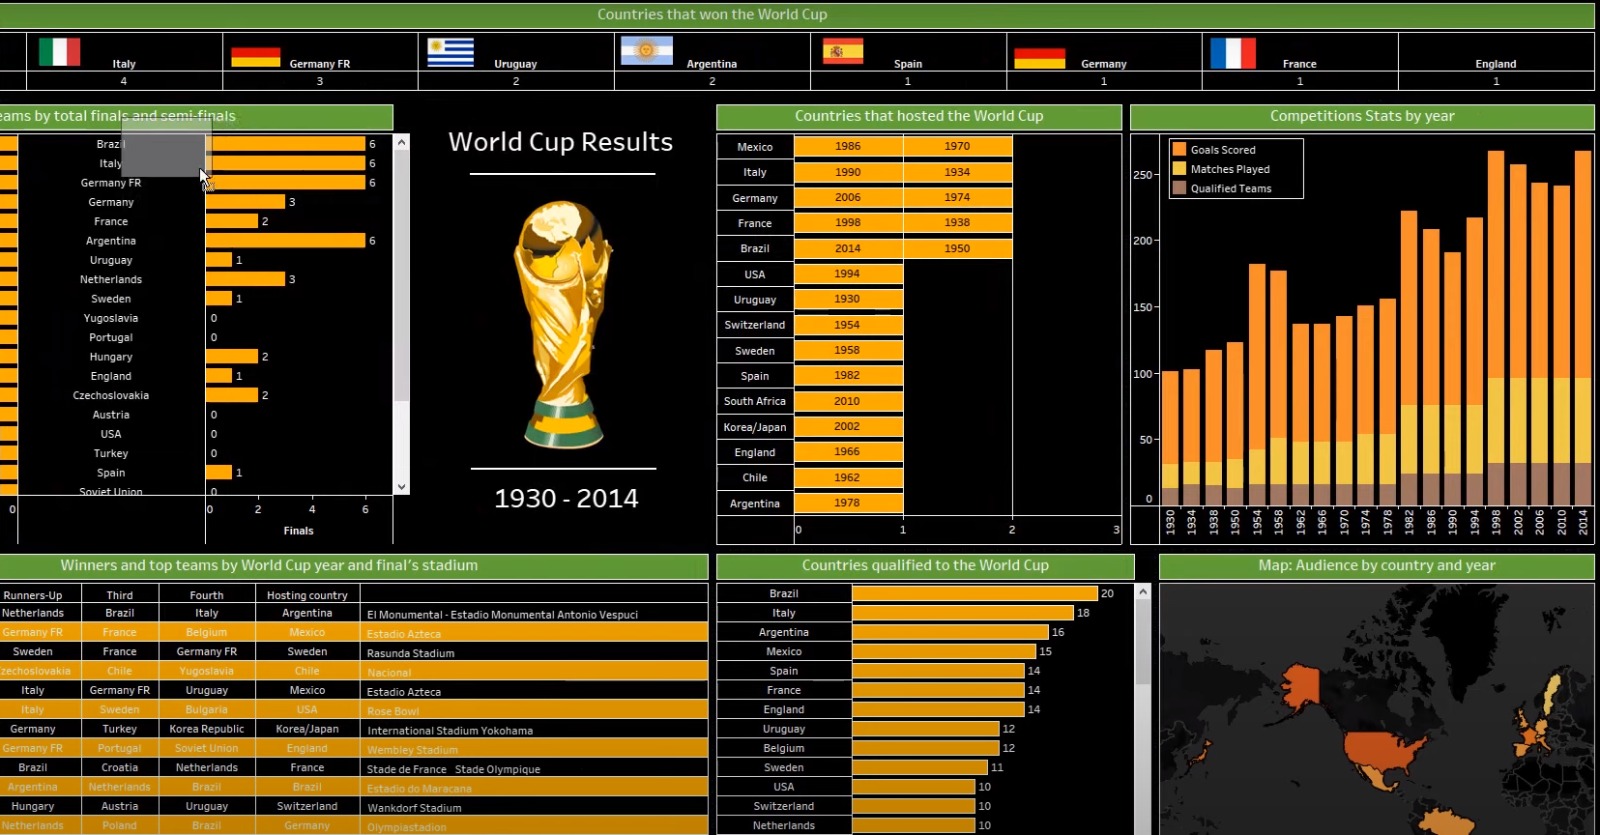 Countries that won the World Cup
Italy Germany FR Uruguay Argentina Spain Germany France England
4 3 2 2 1 1 1 1
eams by total finals and semi-finals
Brazil 6
Italy 6
Germany FR 6
Germany 3
France 2
Argentina 6
Uruguay 1
Netherlands 3
Sweden 1
Yugoslavia 0
Portugal 0
Hungary 2
England 1
Czechoslovakia 2
Austria 0
USA 0
Turkey 0
Spain 1
Soviet Union 0
0 0 2 4 6
Finals
World Cup Results
1930 - 2014
Countries that hosted the World Cup
Mexico 1986 1970
Italy 1990 1934
Germany 2006 1974
France 1998 1938
Brazil 2014 1950
USA 1994
Uruguay 1930
Switzerland 1954
Sweden 1958
Spain 1982
South Africa 2010
Korea/Japan 2002
England 1966
Chile 1962
Argentina 1978
0 1 2 3
Competitions Stats by year
Goals Scored
Matches Played
Qualified Teams
250
200
150
100
50
0
1930 1934 1938 1950 1954 1958 1962 1966 1970 1974 1978 1982 1986 1990 1994 1998 2002 2006 2010 2014
Winners and top teams by World Cup year and final's stadium
Runners-Up Third Fourth Hosting country
Netherlands Brazil Italy Argentina El Monumental - Estadio Monumental Antonio Vespuci
Germany FR France Belgium Mexico Estadio Azteca
Sweden France Germany FR Sweden Rasunda Stadium
zechoslovakia Chile Yugoslavia Chile Nacional
Italy Germany FR Uruguay Mexico Estadio Azteca
Italy Sweden Bulgaria USA Rose Bowl
Germany Turkey Korea Republic Korea/Japan International Stadium Yokohama
Germany FR Portugal Soviet Union England Wembley Stadium
Brazil Croatia Netherlands France Stade de France Stade Olympique
Argentina Netherlands Brazil Brazil Estadio do Maracana
Hungary Austria Uruguay Switzerland Wankdorf Stadium
Netherlands Poland Brazil Germany Olympiastadion
Countries qualified to the World Cup
Brazil 20
Italy 18
Argentina 16
Mexico 15
Spain 14
France 14
England 14
Uruguay 12
Belgium 12
Sweden 11
USA 10
Switzerland 10
Netherlands 10
Map: Audience by country and year